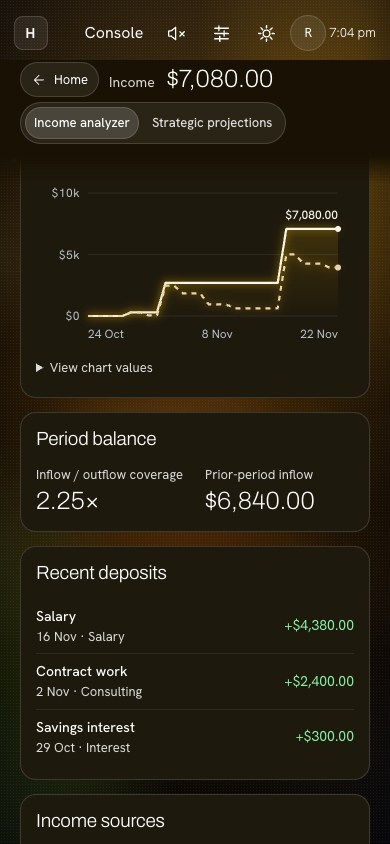 H
Console
R
7:04 pm
← Home
Income $7,080.00
Income analyzer
Strategic projections
$10k
$7,080.00
$5k
$0
24 Oct
8 Nov
22 Nov
View chart values
Period balance
Inflow / outflow coverage
2.25×
Prior-period inflow
$6,840.00
Recent deposits
Salary
16 Nov · Salary
+$4,380.00
Contract work
2 Nov · Consulting
+$2,400.00
Savings interest
29 Oct · Interest
+$300.00
Income sources